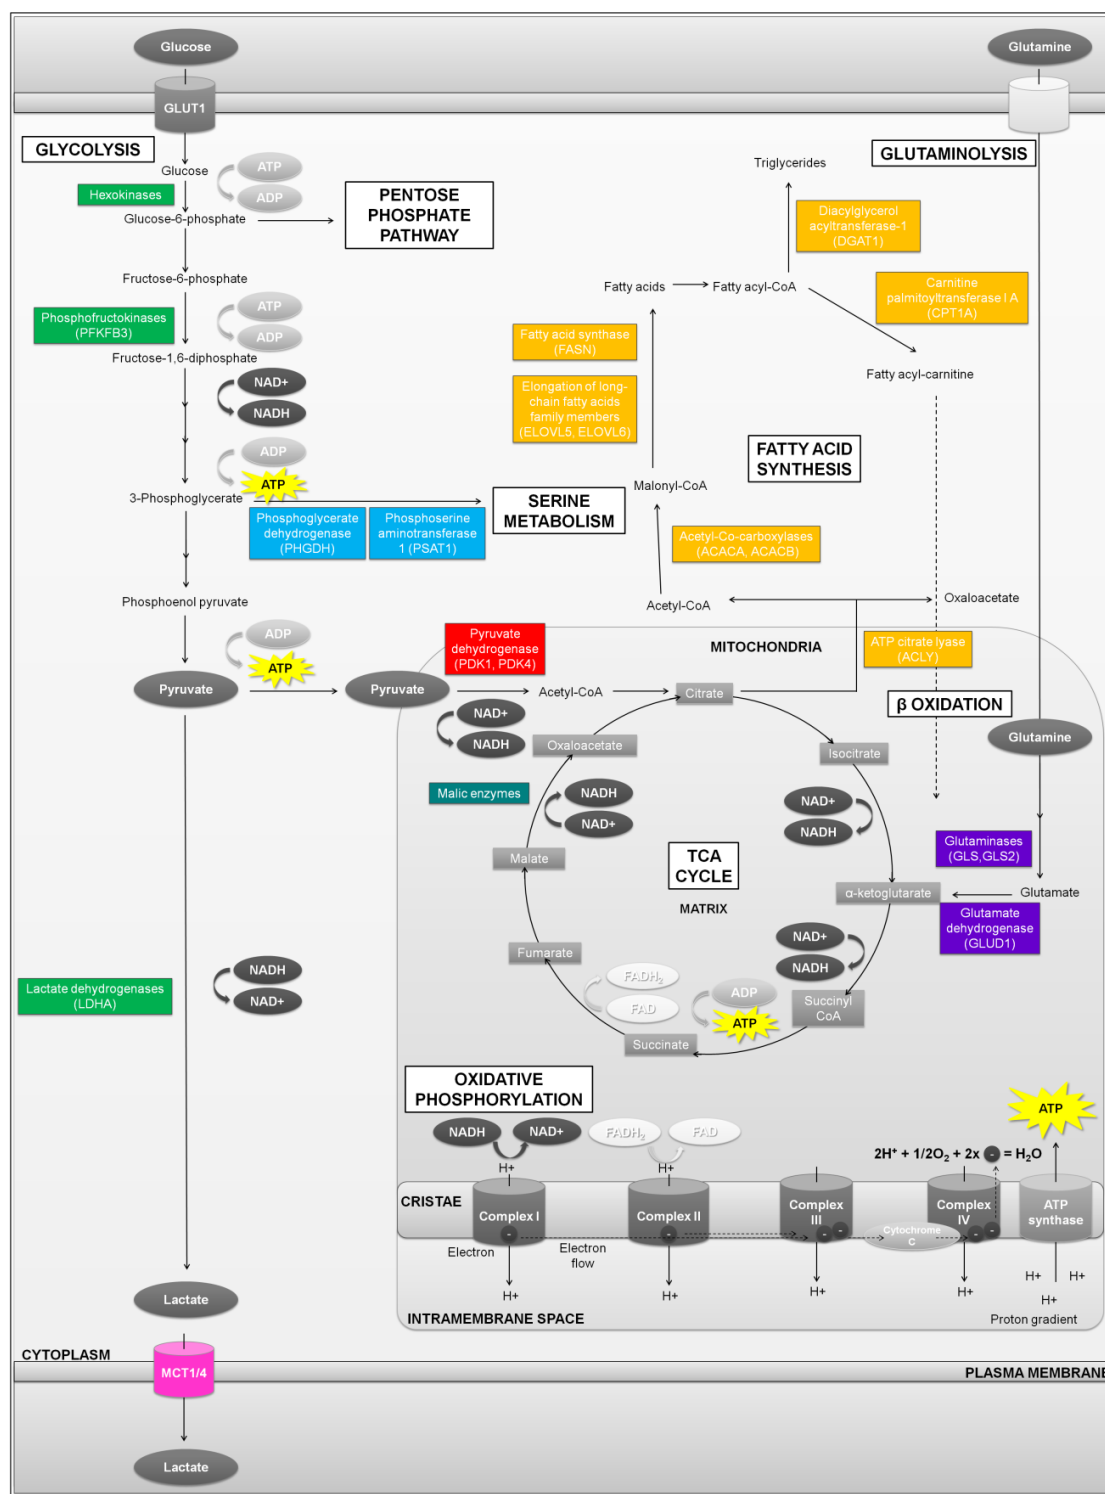 Glucose
Glutamine
GLUT1
GLYCOLYSIS
GLUTAMINOLYSIS
Glucose
ATP
ADP
Hexokinases
Glucose-6-phosphate
PENTOSE
PHOSPHATE
PATHWAY
Triglycerides
Diacylglycerol
acyltransferase-1
(DGAT1)
Fructose-6-phosphate
Fatty acids
Fatty acyl-CoA
Carnitine
palmitoyltransferase I A
(CPT1A)
Phosphofructokinases
(PFKFB3)
ATP
ADP
Fatty acid synthase
(FASN)
Fructose-1,6-diphosphate
Fatty acyl-carnitine
NAD+
NADH
Elongation of long-
chain fatty acids
family members
(ELOVL5, ELOVL6)
FATTY ACID
SYNTHESIS
ADP
ATP
3-Phosphoglycerate
Malonyl-CoA
SERINE
METABOLISM
Phosphoglycerate
dehydrogenase
(PHGDH)
Phosphoserine
aminotransferase
1 (PSAT1)
Acetyl-Co-carboxylases
(ACACA, ACACB)
Phosphoenol pyruvate
Acetyl-CoA
Oxaloacetate
ADP
ATP
Pyruvate
dehydrogenase
(PDK1, PDK4)
MITOCHONDRIA
ATP citrate lyase
(ACLY)
Pyruvate
Pyruvate
Acetyl-CoA
Citrate
β OXIDATION
NAD+
NADH
Oxaloacetate
Isocitrate
Glutamine
Malic enzymes
NADH
NAD+
NAD+
NADH
Glutaminases
(GLS,GLS2)
Malate
TCA
CYCLE
MATRIX
α-ketoglutarate
Glutamate
Glutamate
dehydrogenase
(GLUD1)
NAD+
NADH
Fumarate
Lactate dehydrogenases
(LDHA)
NADH
NAD+
FADH2
FAD
ADP
ATP
Succinyl
CoA
Succinate
OXIDATIVE
PHOSPHORYLATION
ATP
NADH
NAD+
FADH2
FAD
2H+ + 1/2O2 + 2x - = H2O
H+
H+
CRISTAE
Complex I
Complex II
Complex
III
Complex
IV
ATP
synthase
-
-
-
-
-
-
Cytochrome
C
Electron
Electron
flow
H+
H+
H+
H+
H+
H+
H+
Proton gradient
INTRAMEMBRANE SPACE
Lactate
CYTOPLASM
MCT1/4
PLASMA MEMBRANE
Lactate